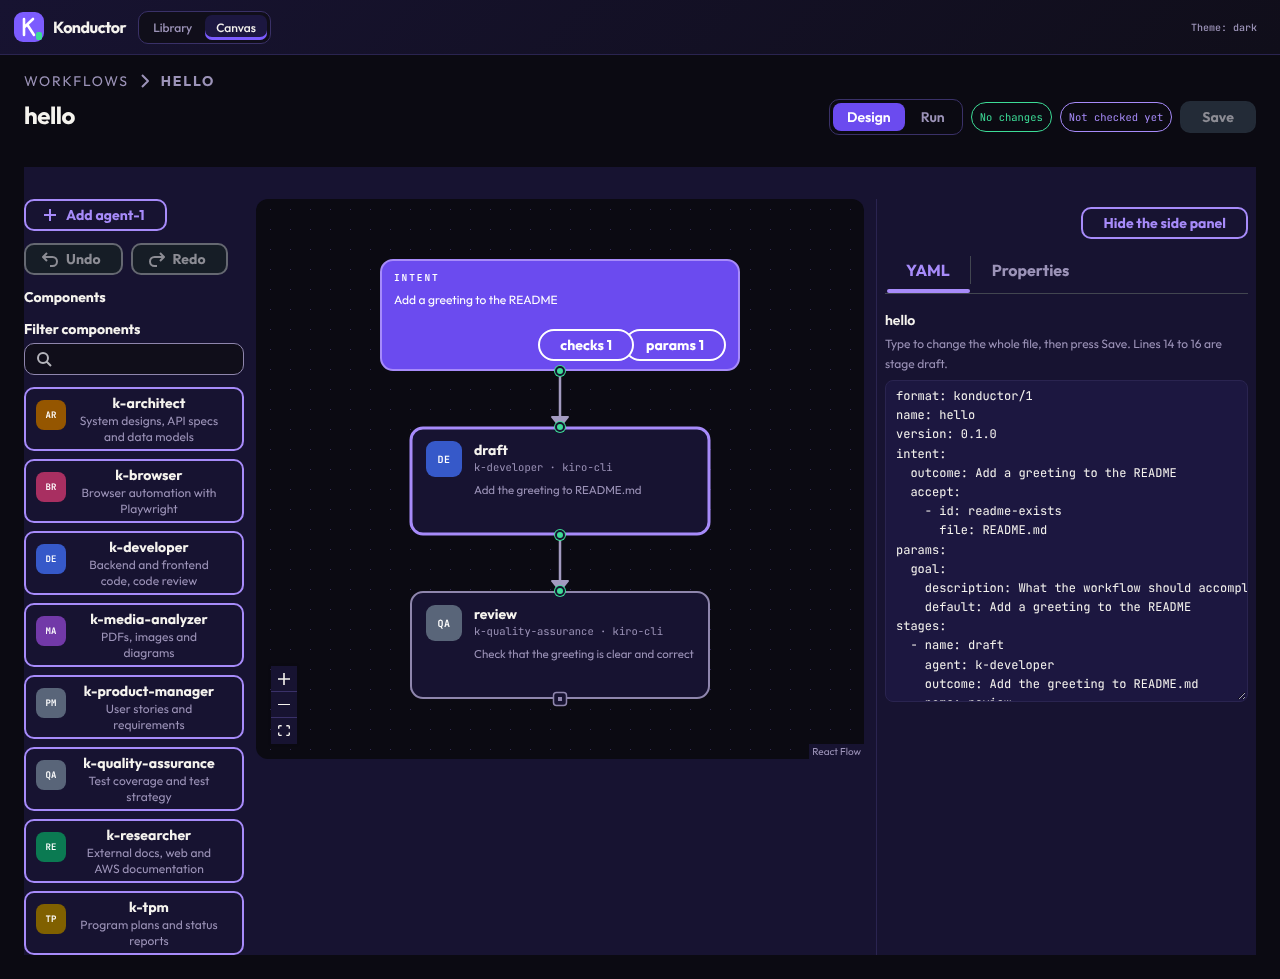 K Konductor Library Canvas Theme: dark
WORKFLOWS > HELLO
hello
Design Run No changes Not checked yet Save
Add agent-1
Undo Redo
Components
Filter components
AR k-architect
System designs, API specs
and data models
BR k-browser
Browser automation with
Playwright
DE k-developer
Backend and frontend
code, code review
MA k-media-analyzer
PDFs, images and
diagrams
PM k-product-manager
User stories and
requirements
QA k-quality-assurance
Test coverage and test
strategy
RE k-researcher
External docs, web and
AWS documentation
TP k-tpm
Program plans and status
reports
INTENT
Add a greeting to the README
checks 1 params 1
DE draft
k-developer · kiro-cli
Add the greeting to README.md
QA review
k-quality-assurance · kiro-cli
Check that the greeting is clear and correct
React Flow
Hide the side panel
YAML Properties
hello
Type to change the whole file, then press Save. Lines 14 to 16 are
stage draft.
format: konductor/1
name: hello
version: 0.1.0
intent:
  outcome: Add a greeting to the README
  accept:
    - id: readme-exists
      file: README.md
params:
  goal:
    description: What the workflow should accompl
    default: Add a greeting to the README
stages:
  - name: draft
    agent: k-developer
    outcome: Add the greeting to README.md